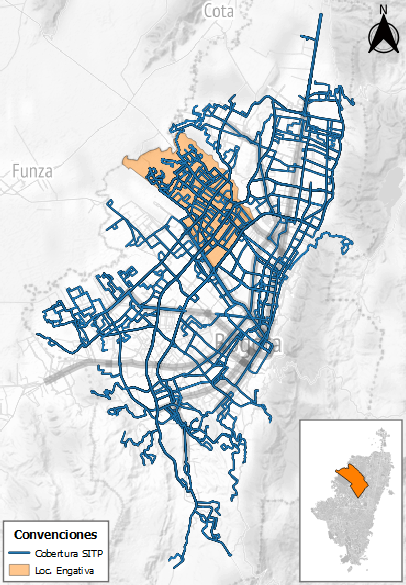 Cota
N
Funza
Bogotá
Convenciones
Cobertura SITP
Loc. Engativa